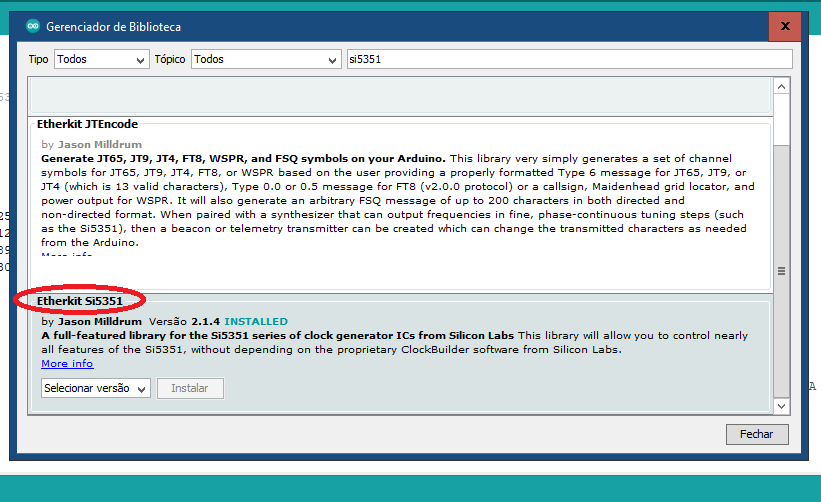 Gerenciador de Biblioteca
Tipo Todos Tópico Todos si5351
Etherkit JTEncode
by Jason Milldrum
Generate JT65, JT9, JT4, FT8, WSPR, and FSQ symbols on your Arduino. This library very simply generates a set of channel
symbols for JT65, JT9, JT4, FT8, or WSPR based on the user providing a properly formatted Type 6 message for JT65, JT9, or
JT4 (which is 13 valid characters), Type 0.0 or 0.5 message for FT8 (v2.0.0 protocol) or a callsign, Maidenhead grid locator, and
power output for WSPR. It will also generate an arbitrary FSQ message of up to 200 characters in both directed and
non-directed format. When paired with a synthesizer that can output frequencies in fine, phase-continuous tuning steps (such
as the Si5351), then a beacon or telemetry transmitter can be created which can change the transmitted characters as needed
from the Arduino.
More info
Etherkit Si5351
by Jason Milldrum Versão 2.1.4 INSTALLED
A full-featured library for the Si5351 series of clock generator ICs from Silicon Labs This library will allow you to control nearly
all features of the Si5351, without depending on the proprietary ClockBuilder software from Silicon Labs.
More info
Selecionar versão Instalar
Fechar